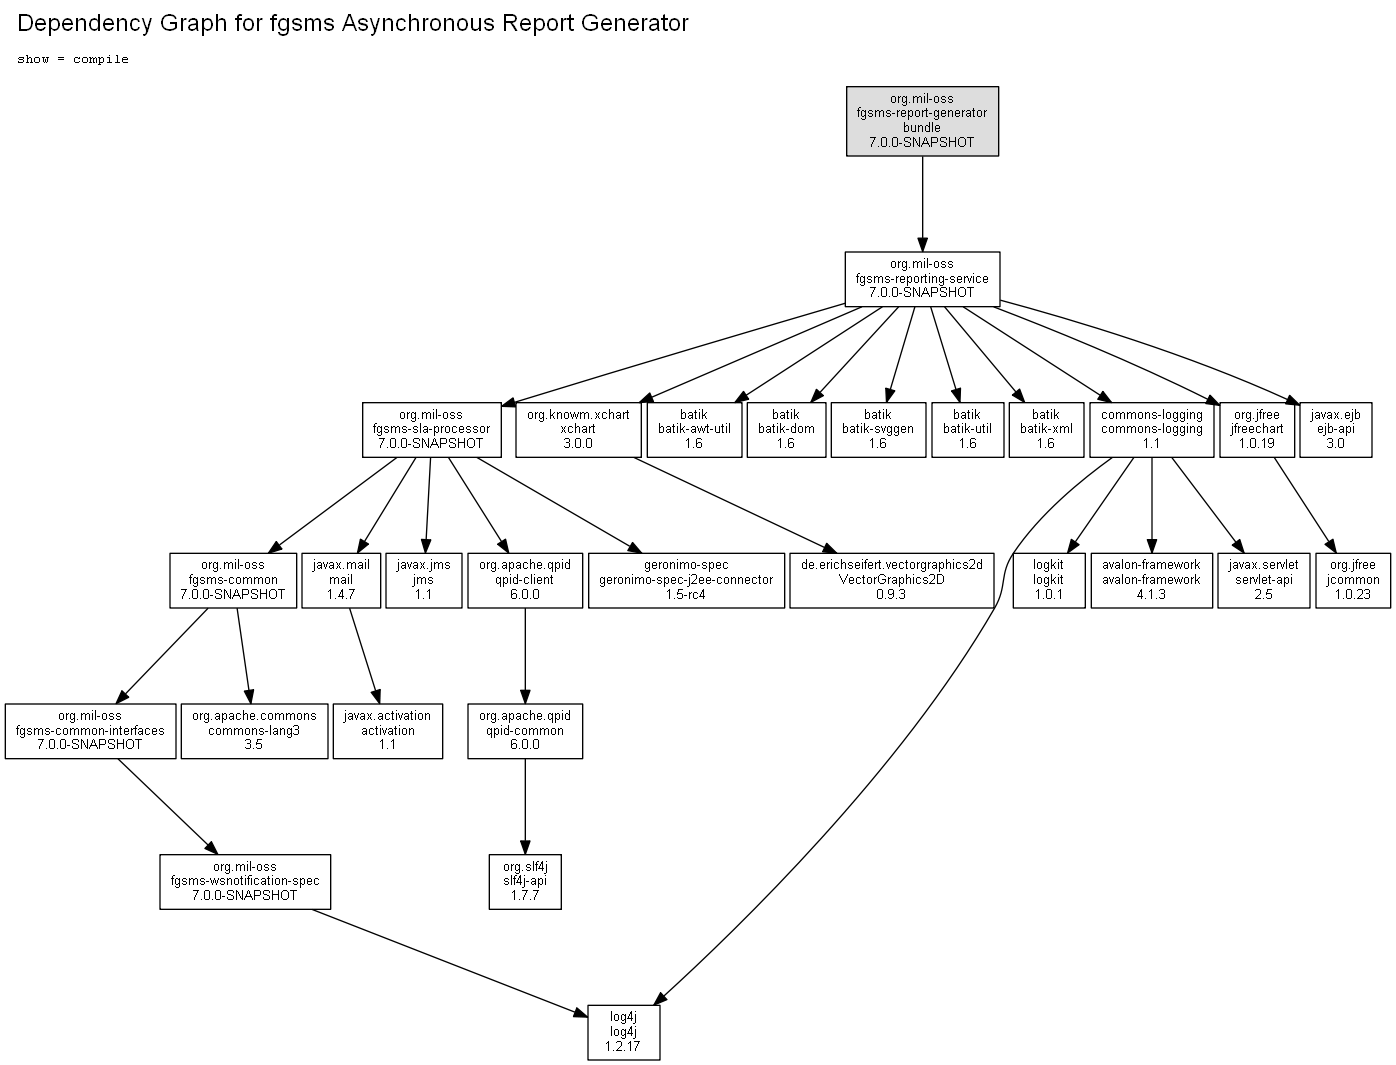 Dependency Graph for fgsms Asynchronous Report Generator
show = compile
org.mil-oss
fgsms-report-generator
bundle
7.0.0-SNAPSHOT
org.mil-oss
fgsms-reporting-service
7.0.0-SNAPSHOT
org.mil-oss
fgsms-sla-processor
7.0.0-SNAPSHOT
org.knowm.xchart
xchart
3.0.0
batik
batik-awt-util
1.6
batik
batik-dom
1.6
batik
batik-svggen
1.6
batik
batik-util
1.6
batik
batik-xml
1.6
commons-logging
commons-logging
1.1
org.jfree
jfreechart
1.0.19
javax.ejb
ejb-api
3.0
org.mil-oss
fgsms-common
7.0.0-SNAPSHOT
javax.mail
mail
1.4.7
javax.jms
jms
1.1
org.apache.qpid
qpid-client
6.0.0
geronimo-spec
geronimo-spec-j2ee-connector
1.5-rc4
de.erichseifert.vectorgraphics2d
VectorGraphics2D
0.9.3
logkit
logkit
1.0.1
avalon-framework
avalon-framework
4.1.3
javax.servlet
servlet-api
2.5
org.jfree
jcommon
1.0.23
org.mil-oss
fgsms-common-interfaces
7.0.0-SNAPSHOT
org.apache.commons
commons-lang3
3.5
javax.activation
activation
1.1
org.apache.qpid
qpid-common
6.0.0
org.mil-oss
fgsms-wsnotification-spec
7.0.0-SNAPSHOT
org.slf4j
slf4j-api
1.7.7
log4j
log4j
1.2.17